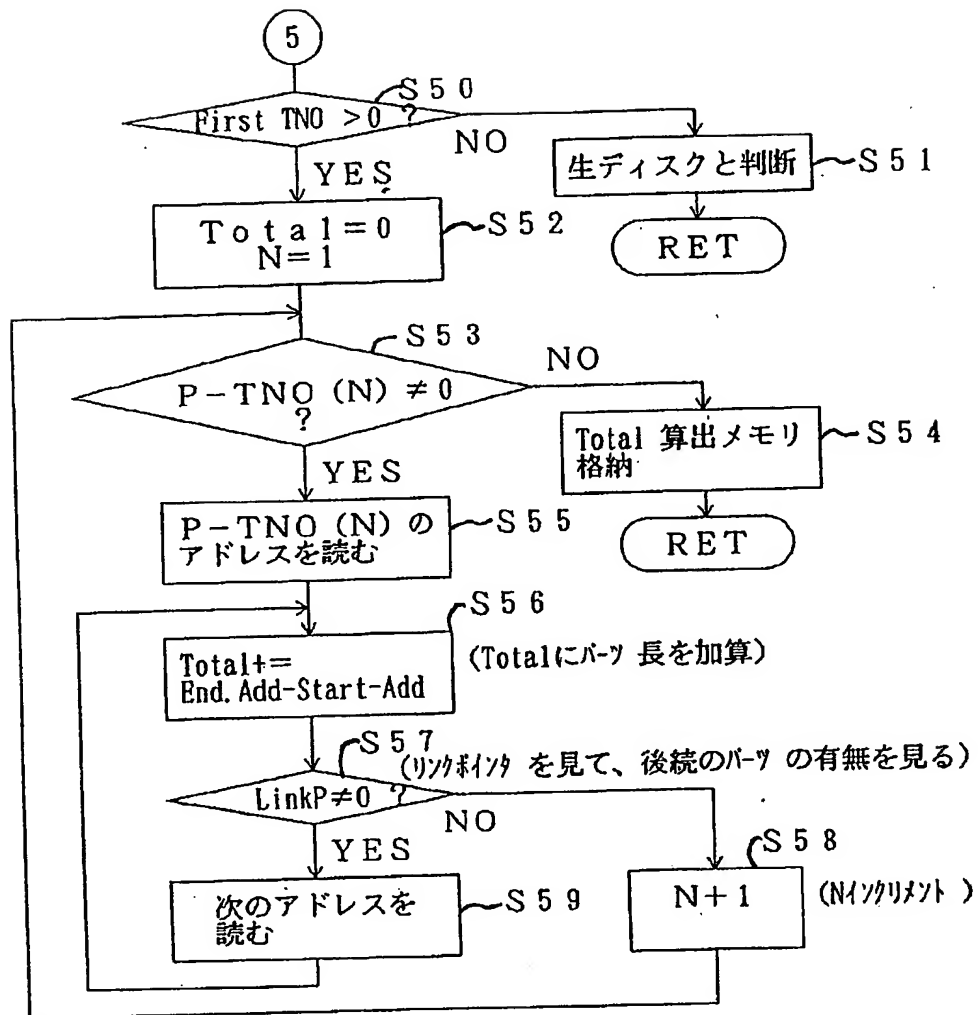 5
S50
First TNO >0 ?
NO
YES
生ディスクと判断
S51
RET
Total=0
N=1
S52
S53
P-TNO (N) ≠ 0
?
NO
YES
Total 算出メモリ
格納
S54
RET
P-TNO (N) の
アドレスを読む
S55
S56
Total+=
End.Add-Start-Add
(Totalにパーツ 長を加算)
S57
(リンクポインタ を見て、後続のパーツ の有無を見る)
LinkP≠0 ?
NO
YES
S58
N+1
(Nインクリメント )
次のアドレスを
読む
S59